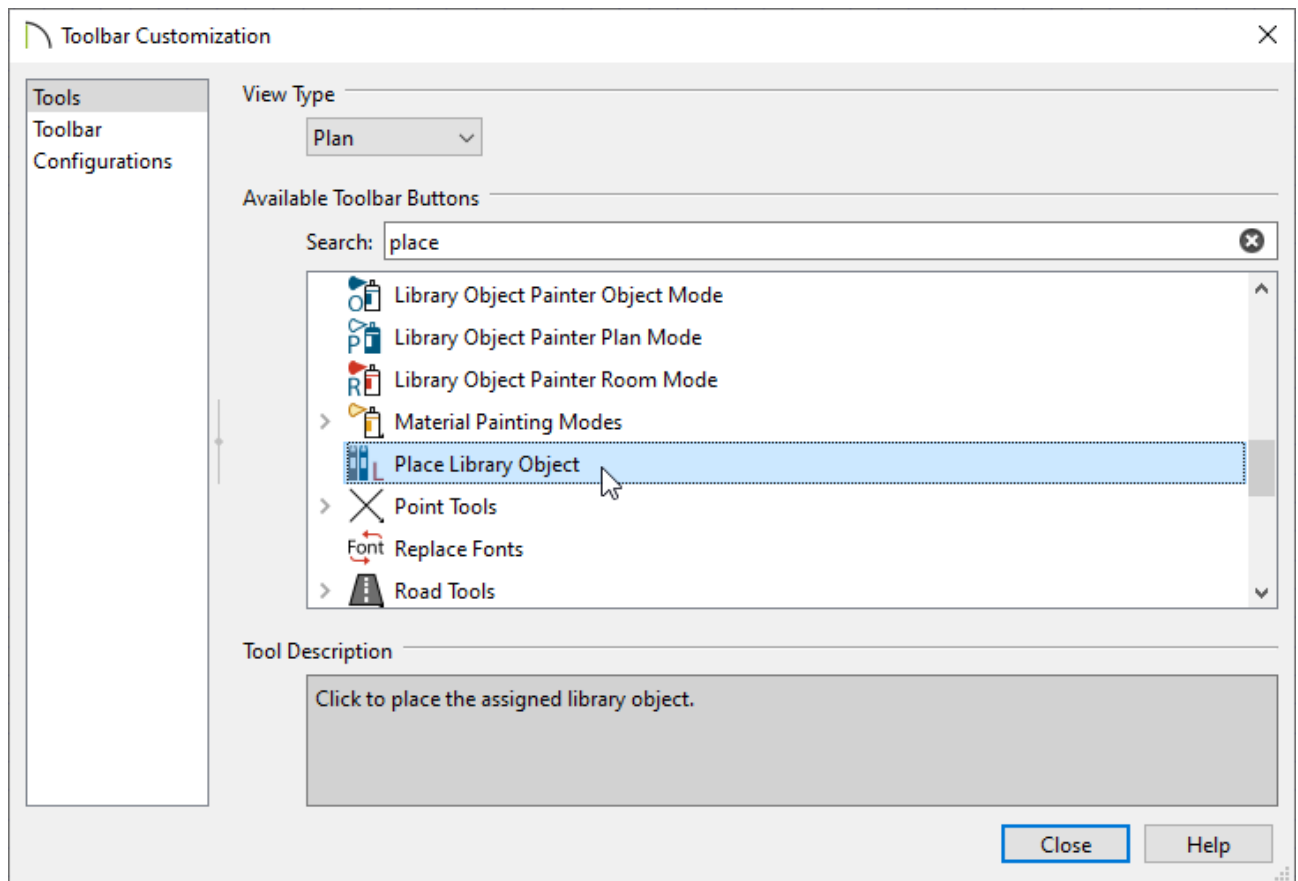 Toolbar Customization
Tools
Toolbar
Configurations
View Type
Plan
Available Toolbar Buttons
Search: place
O Library Object Painter Object Mode
P Library Object Painter Plan Mode
R Library Object Painter Room Mode
Material Painting Modes
L Place Library Object
Point Tools
Font Replace Fonts
Road Tools
Tool Description
Click to place the assigned library object.
Close Help